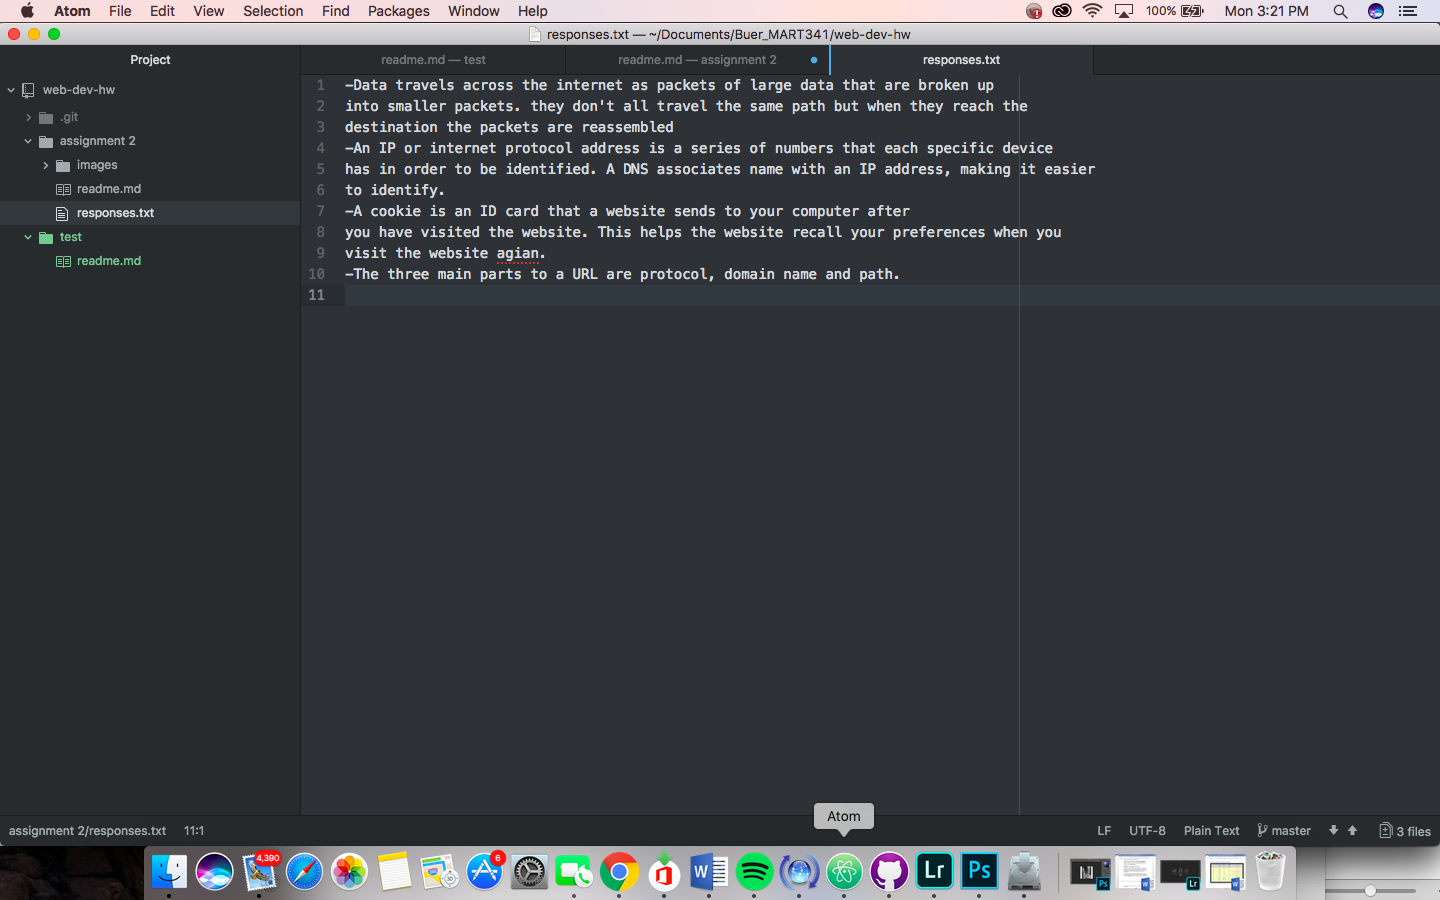 Atom File Edit View Selection Find Packages Window Help 100% Mon 3:21 PM
responses.txt — ~/Documents/Buer_MART341/web-dev-hw
Project
readme.md — test
readme.md — assignment 2
responses.txt
web-dev-hw
.git
assignment 2
images
readme.md
responses.txt
test
readme.md
1 -Data travels across the internet as packets of large data that are broken up
2 into smaller packets. they don't all travel the same path but when they reach the
3 destination the packets are reassembled
4 -An IP or internet protocol address is a series of numbers that each specific device
5 has in order to be identified. A DNS associates name with an IP address, making it easier
6 to identify.
7 -A cookie is an ID card that a website sends to your computer after
8 you have visited the website. This helps the website recall your preferences when you
9 visit the website agian.
10 -The three main parts to a URL are protocol, domain name and path.
11
Atom
assignment 2/responses.txt 11:1 LF UTF-8 Plain Text master 3 files
4,390
6
W
Lr
Ps